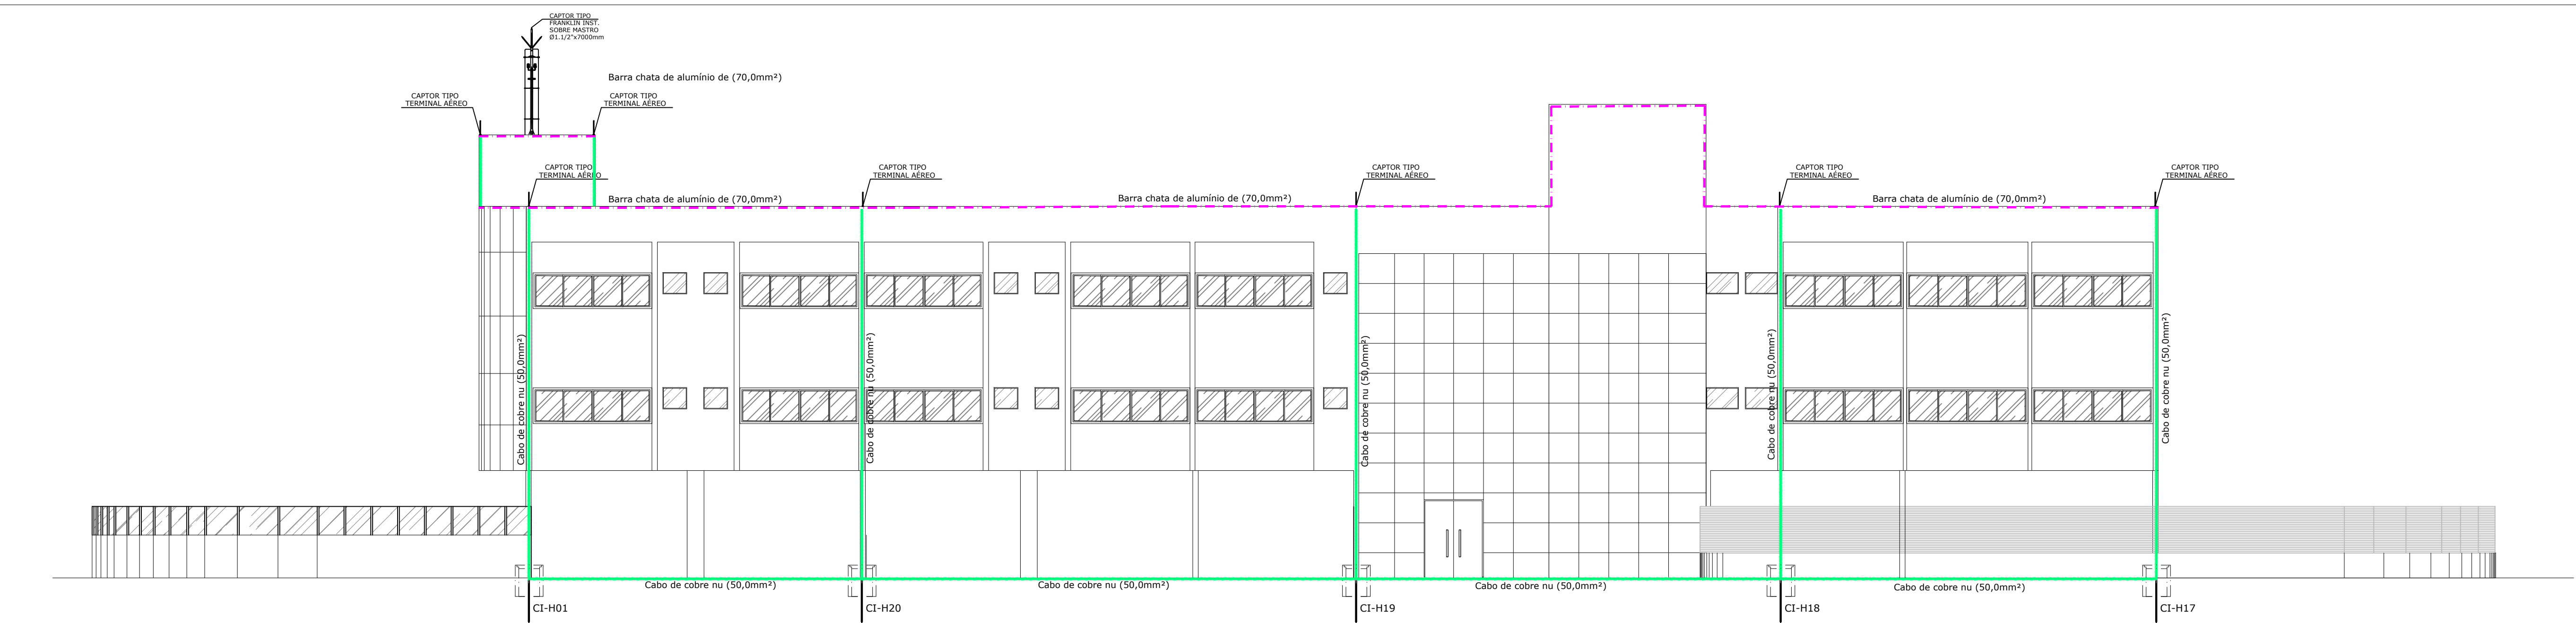 CAPTOR TIPO
FRANKLIN INST.
SOBRE MASTRO
Ø1.1/2"x7000mm
Barra chata de alumínio de (70,0mm²)
CAPTOR TIPO
TERMINAL AÉREO
CAPTOR TIPO
TERMINAL AÉREO
CAPTOR TIPO
TERMINAL AÉREO
CAPTOR TIPO
TERMINAL AÉREO
CAPTOR TIPO
TERMINAL AÉREO
CAPTOR TIPO
TERMINAL AÉREO
CAPTOR TIPO
TERMINAL AÉREO
Barra chata de alumínio de (70,0mm²)
Barra chata de alumínio de (70,0mm²)
Barra chata de alumínio de (70,0mm²)
Cabo de cobre nu (50,0mm²)
Cabo de cobre nu (50,0mm²)
Cabo de cobre nu (50,0mm²)
Cabo de cobre nu (50,0mm²)
Cabo de cobre nu (50,0mm²)
Cabo de cobre nu (50,0mm²)
Cabo de cobre nu (50,0mm²)
Cabo de cobre nu (50,0mm²)
Cabo de cobre nu (50,0mm²)
CI-H01
CI-H20
CI-H19
CI-H18
CI-H17